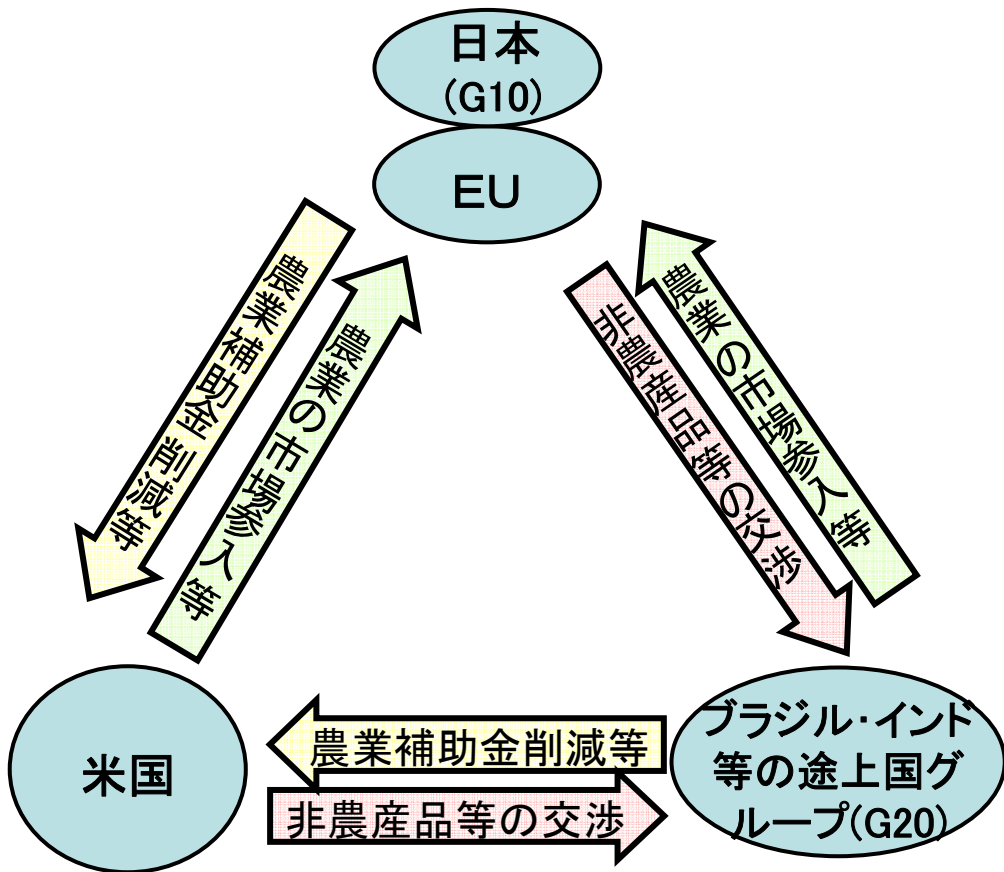 日本
(G10)
EU
農業補助金削減等
農業の市場参入等
非農産品等の交渉
農業の市場参入等
米国
農業補助金削減等
非農産品等の交渉
ブラジル・インド
等の途上国グ
ループ(G20)